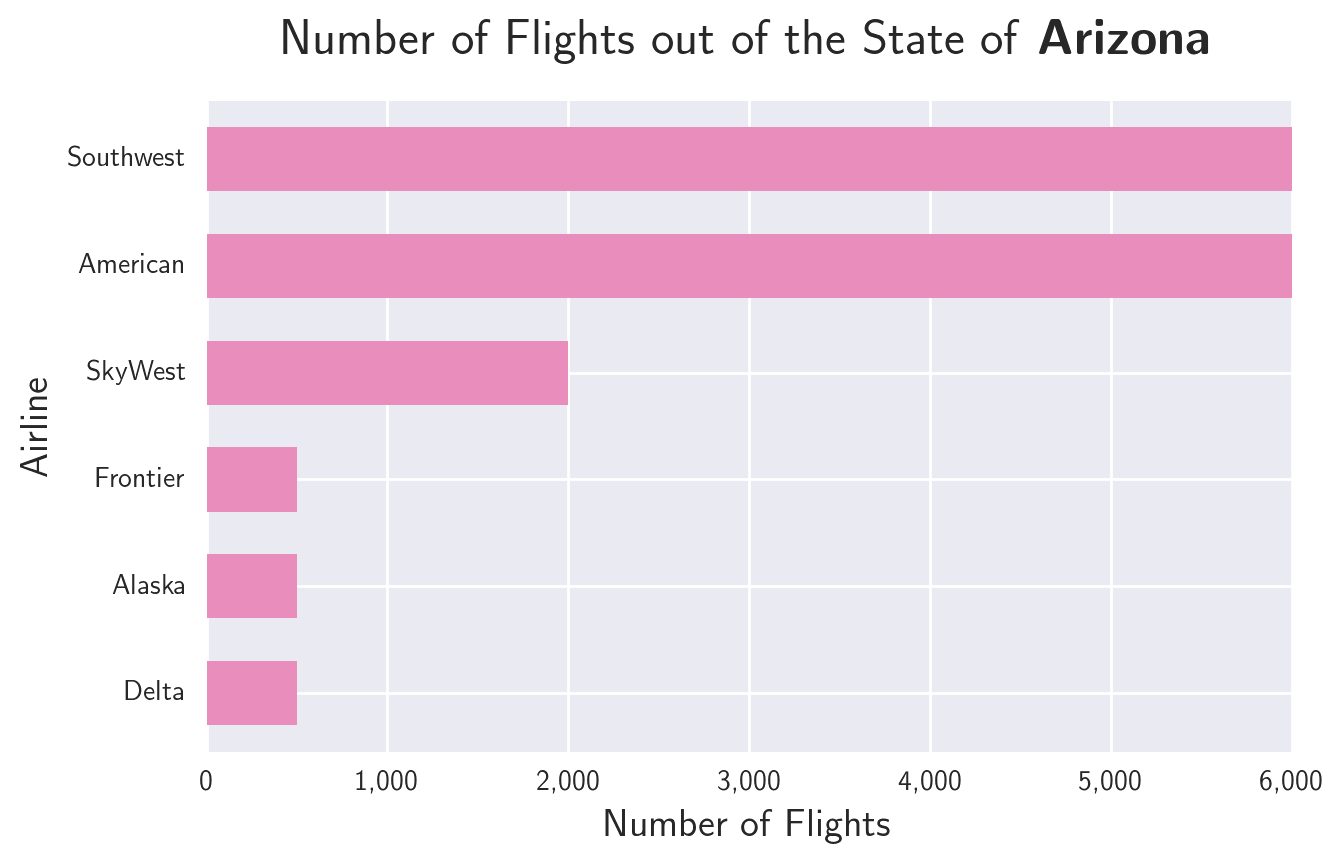 Number of Flights out of the State of Arizona
Southwest
American
SkyWest
Frontier
Alaska
Delta
Airline
0 1,000 2,000 3,000 4,000 5,000 6,000
Number of Flights